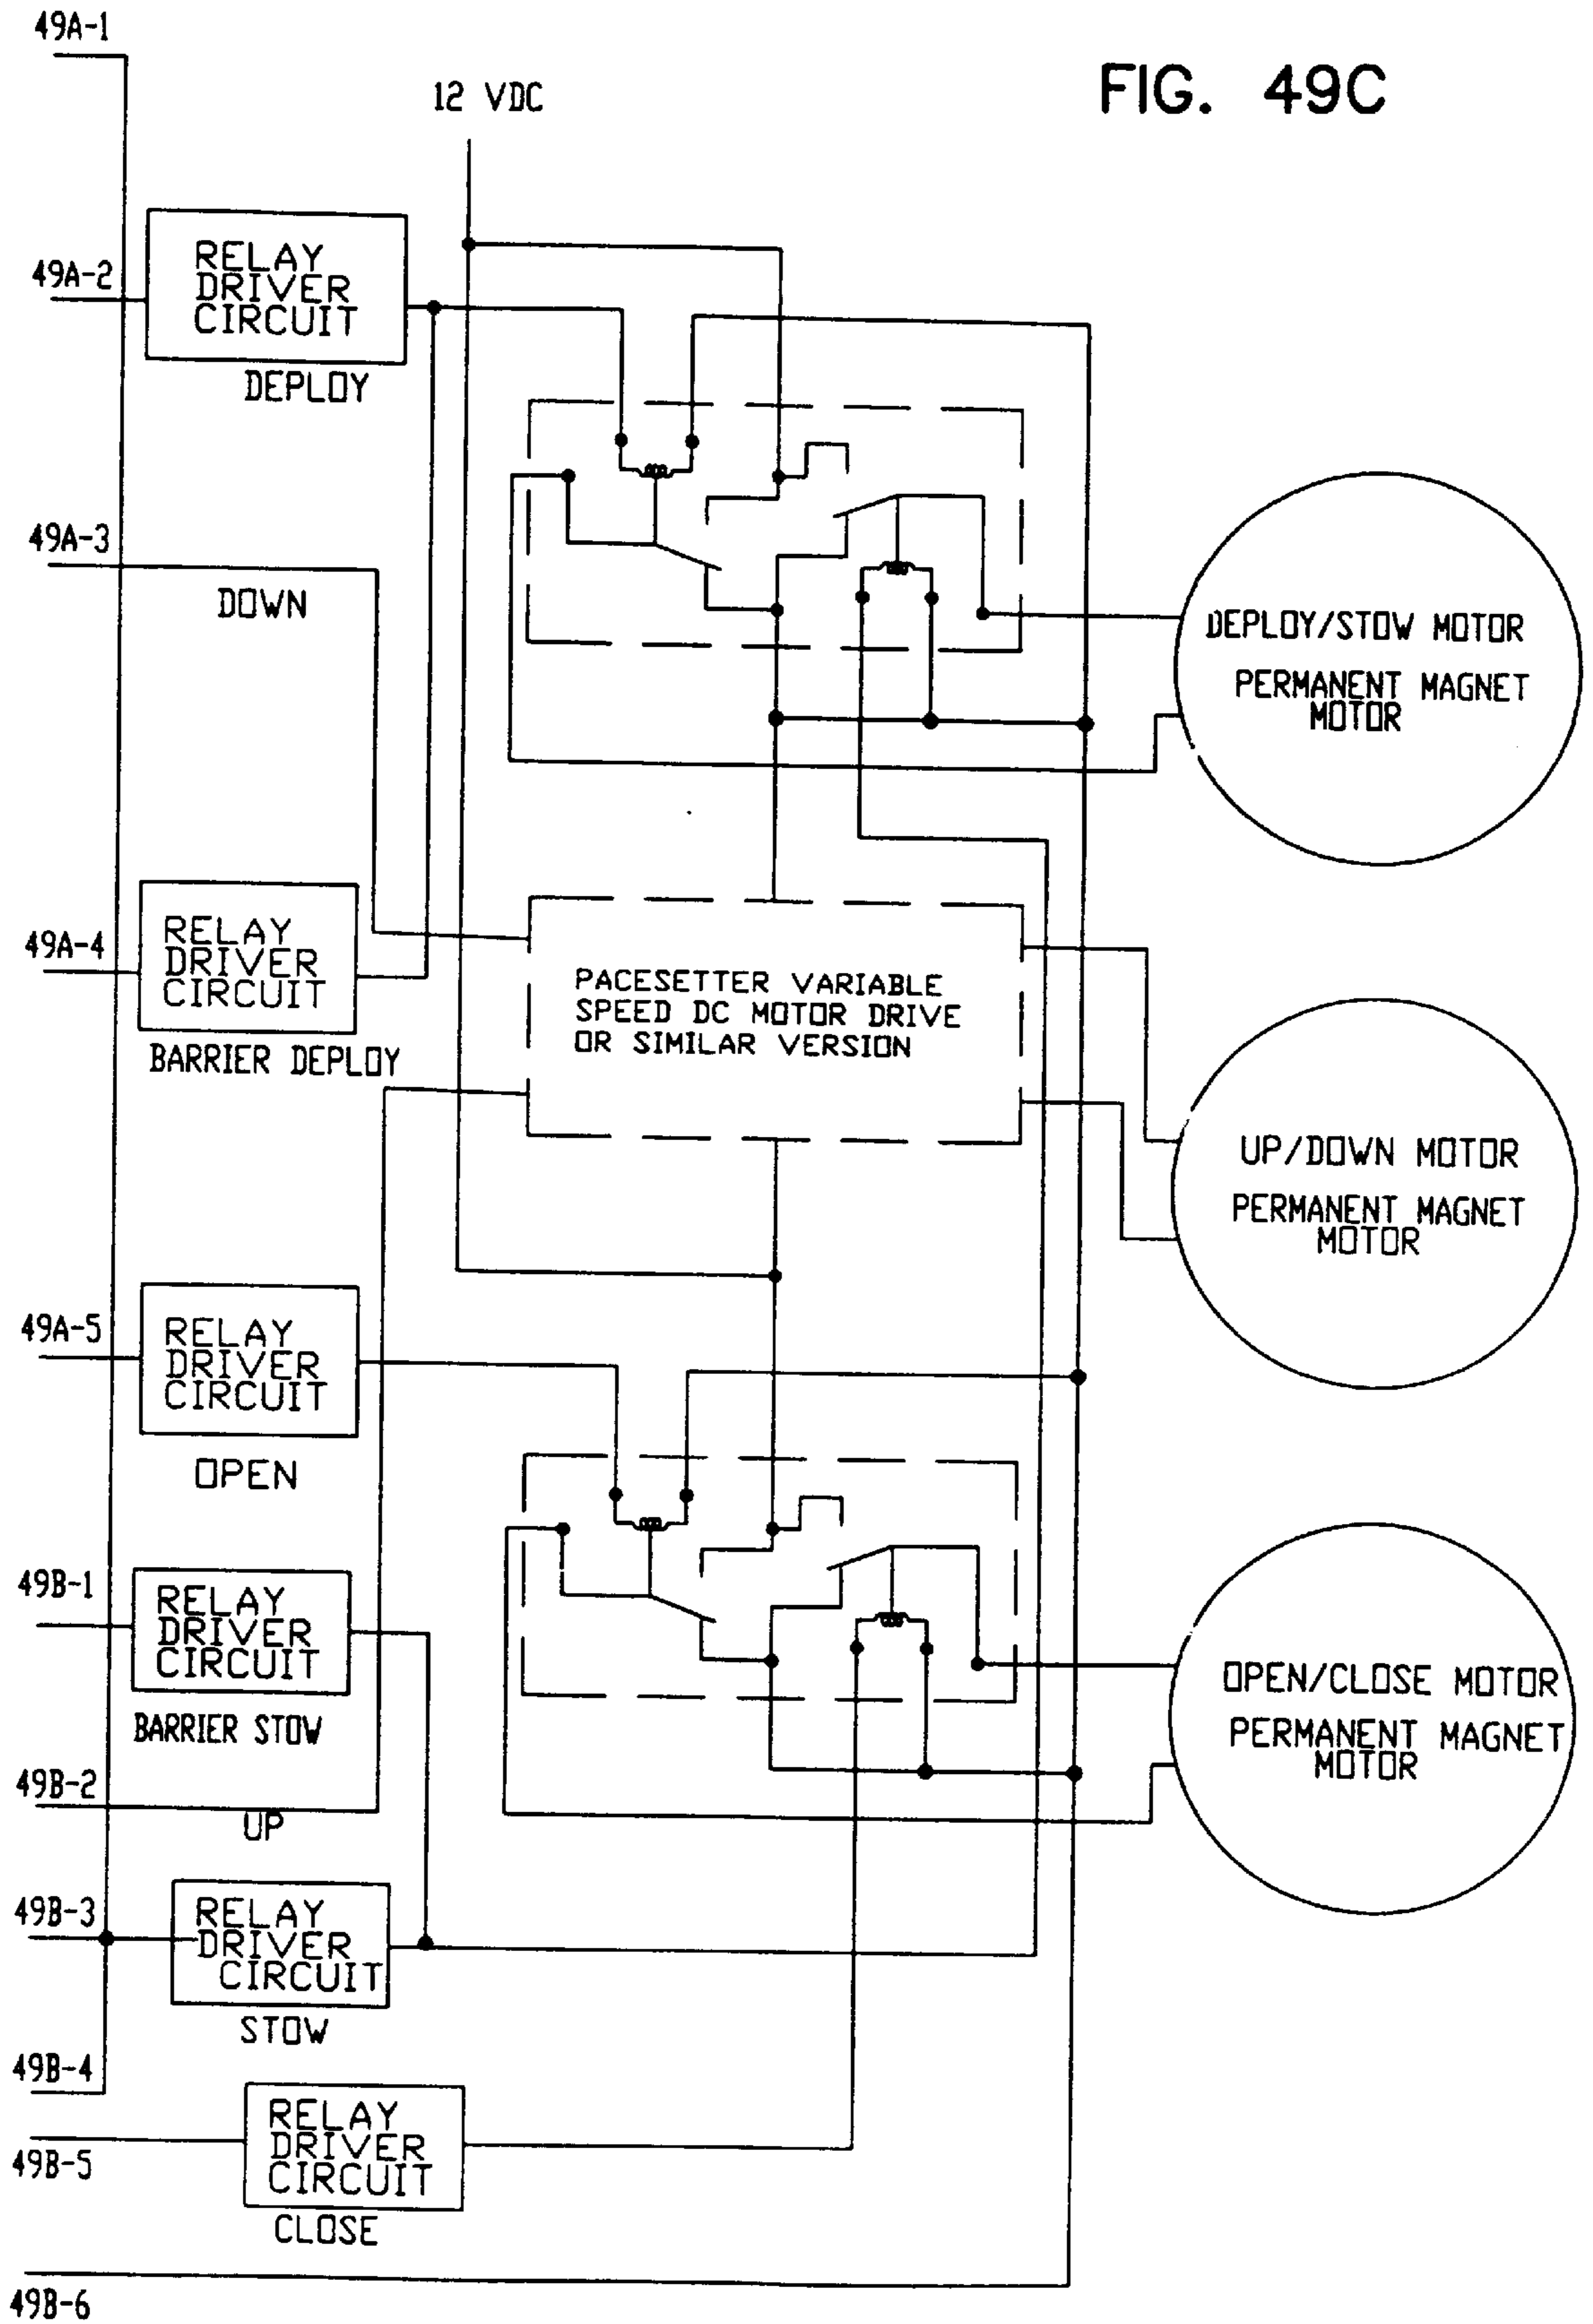 49A-1
FIG. 49C
12 VDC
49A-2
RELAY
DRIVER
CIRCUIT
DEPLOY
49A-3
DOWN
DEPLOY/STOW MOTOR
PERMANENT MAGNET
MOTOR
49A-4
RELAY
DRIVER
CIRCUIT
BARRIER DEPLOY
PACESETTER VARIABLE
SPEED DC MOTOR DRIVE
OR SIMILAR VERSION
UP/DOWN MOTOR
PERMANENT MAGNET
MOTOR
49A-5
RELAY
DRIVER
CIRCUIT
OPEN
49B-1
RELAY
DRIVER
CIRCUIT
BARRIER STOW
OPEN/CLOSE MOTOR
PERMANENT MAGNET
MOTOR
49B-2
UP
49B-3
RELAY
DRIVER
CIRCUIT
STOW
49B-4
RELAY
DRIVER
CIRCUIT
CLOSE
49B-5
49B-6